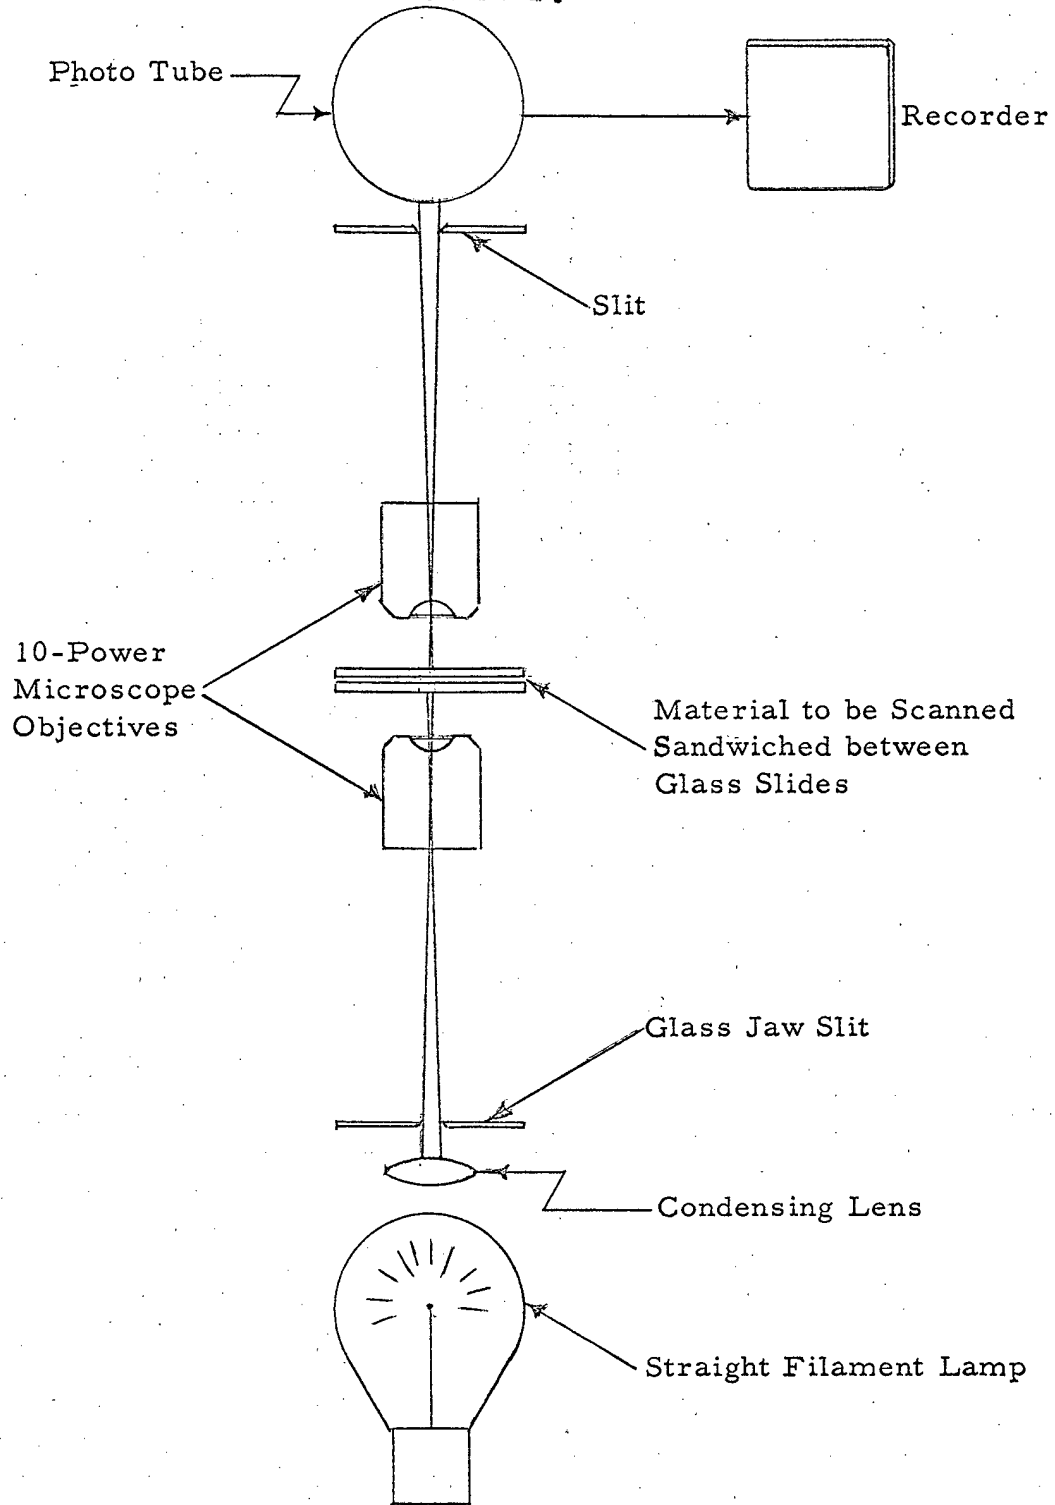 Photo Tube
Recorder
Slit
10-Power
Microscope
Objectives
Material to be Scanned
Sandwiched between
Glass Slides
Glass Jaw Slit
Condensing Lens
Straight Filament Lamp